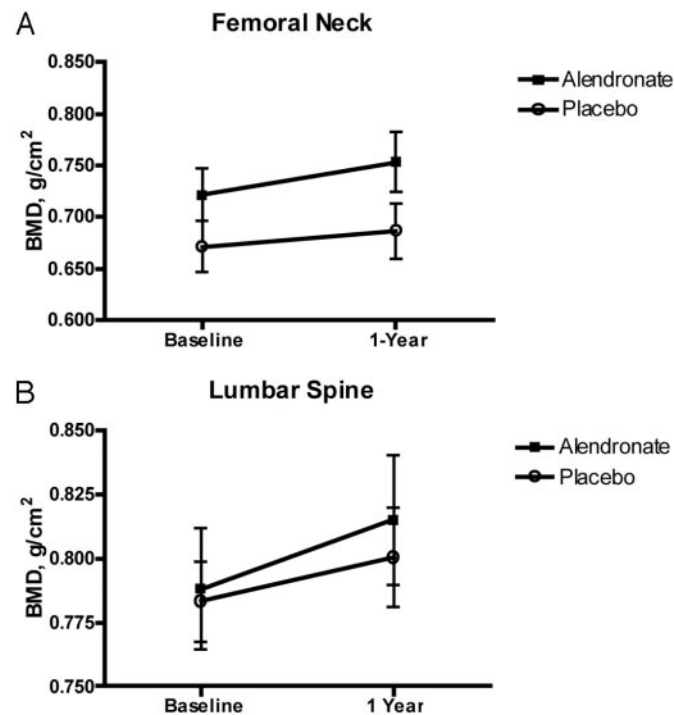 A
Femoral Neck
0.850
0.800
0.750
0.700
0.650
0.600
BMD, g/cm²
Baseline
1-Year
Alendronate
Placebo
B
Lumbar Spine
0.850
0.825
0.800
0.775
0.750
BMD, g/cm²
Baseline
1 Year
Alendronate
Placebo